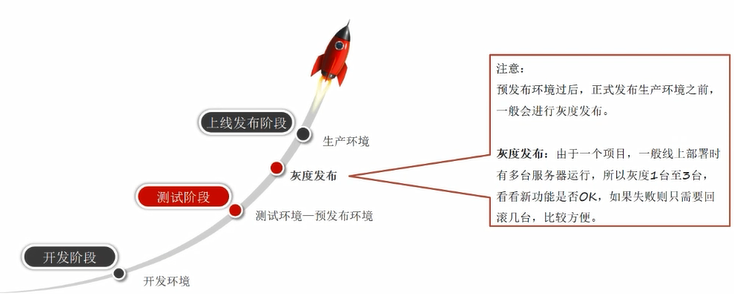 上线发布阶段
生产环境
灰度发布
测试阶段
测试环境—预发布环境
开发阶段
开发环境
注意：
预发布环境过后，正式发布生产环境之前，
一般会进行灰度发布。
灰度发布：由于一个项目，一般线上部署时
有多台服务器运行，所以灰度1台至3台，
看看新功能是否OK，如果失败则只需要回
滚几台，比较方便。